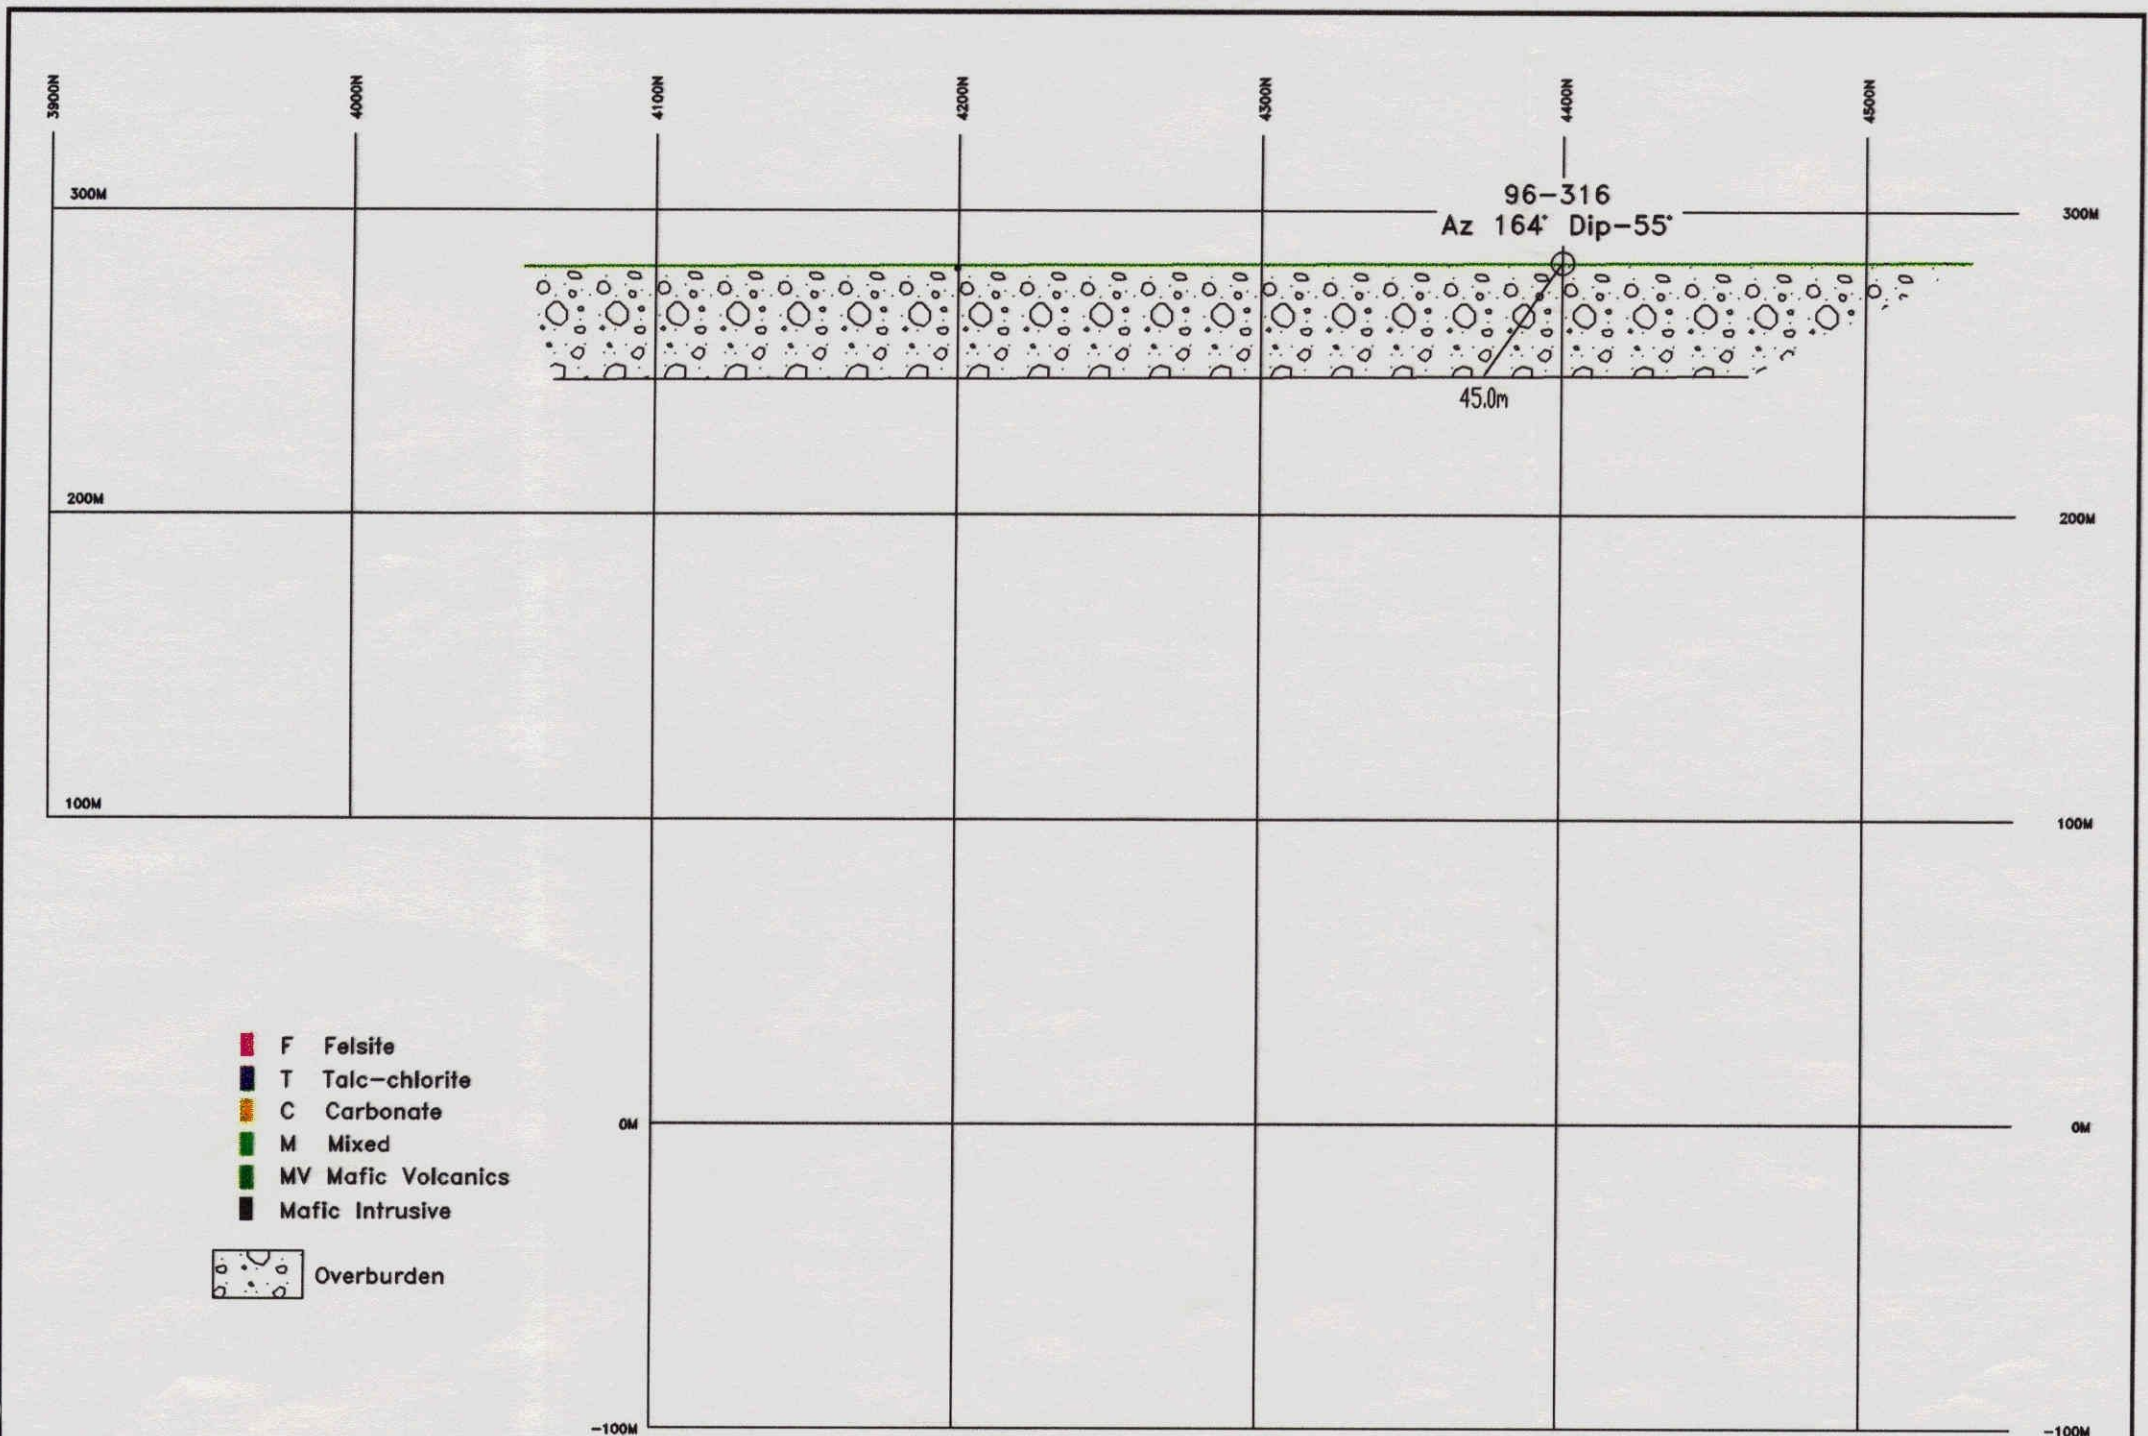 3900N
4000N
4100N
4200N
4300N
4400N
4500N
300M
96-316
300M
Az 164° Dip-55°
45.0m
200M
200M
100M
100M
F Felsite
T Talc-chlorite
C Carbonate
M Mixed
MV Mafic Volcanics
Mafic Intrusive
Overburden
0M
0M
-100M
-100M